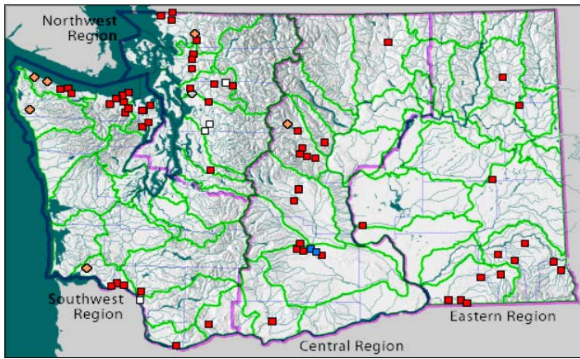 Northwest
Region
Southwest
Region
Central Region
Eastern Region